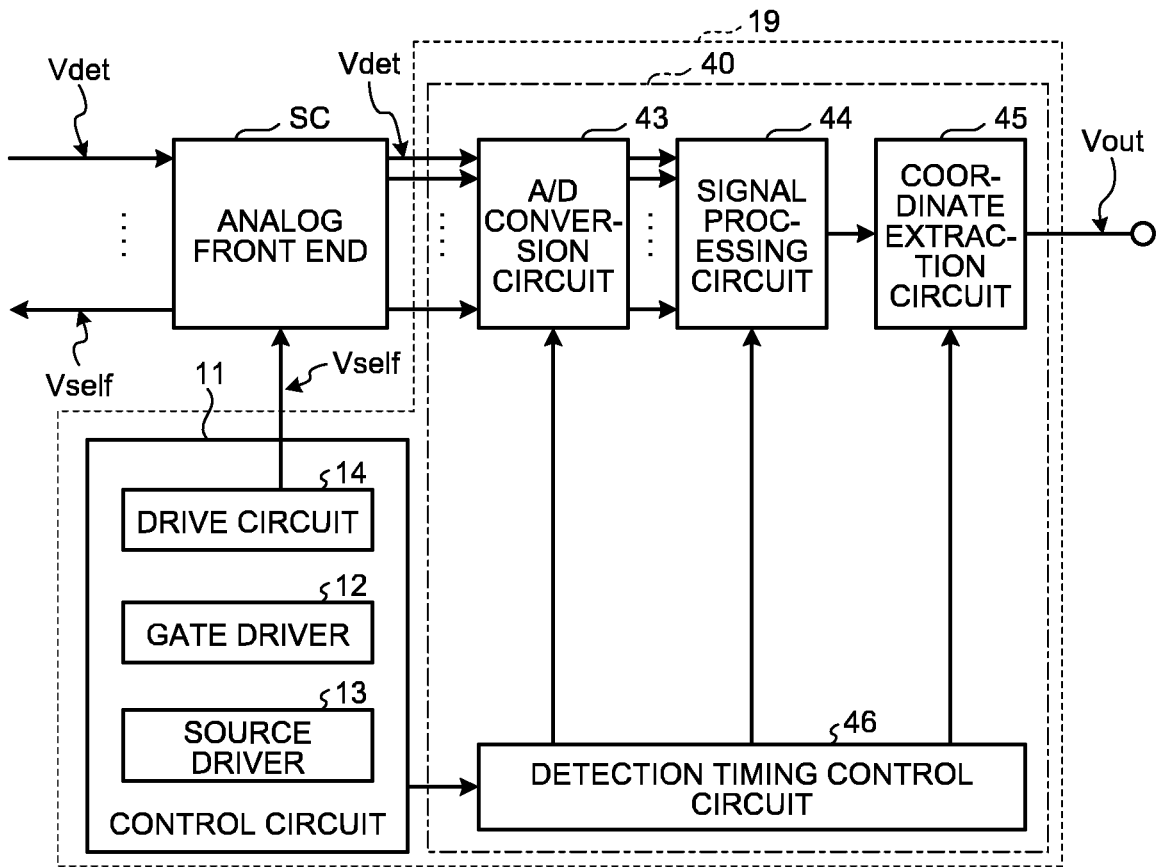 19
40
Vdet
Vdet
SC
43
44
45
Vout
ANALOG
FRONT END
A/D
CONVER-
SION
CIRCUIT
SIGNAL
PROC-
ESSING
CIRCUIT
COOR-
DINATE
EXTRAC-
TION
CIRCUIT
Vself
Vself
11
14
DRIVE CIRCUIT
12
GATE DRIVER
13
SOURCE
DRIVER
CONTROL CIRCUIT
46
DETECTION TIMING CONTROL
CIRCUIT